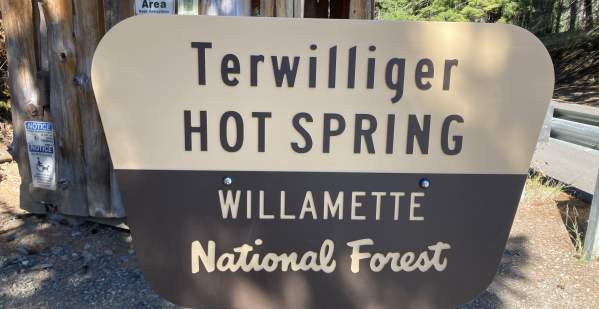 Area
Terwilliger
HOT SPRING
WILLAMETTE
National Forest
NOTICE
NOTICE